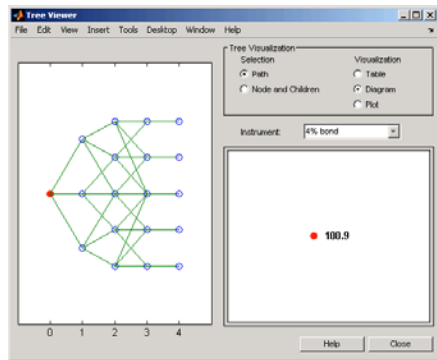 Tree Viewer
File Edit View Insert Tools Desktop Window Help
Tree Visualization
Selection Visualization
Path Table
Node and Children Diagram
Plot
Instrument: 4% bond
100.9
0 1 2 3 4
Help Close